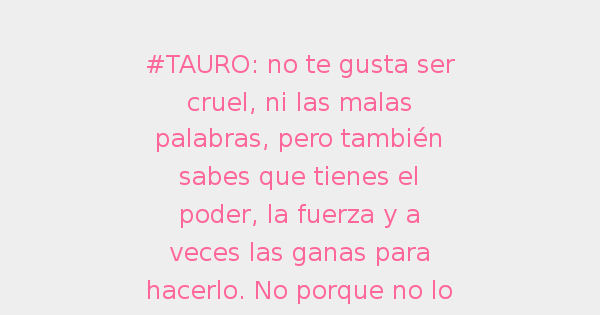 #TAURO: no te gusta ser
cruel, ni las malas
palabras, pero también
sabes que tienes el
poder, la fuerza y a
veces las ganas para
hacerlo. No porque no lo